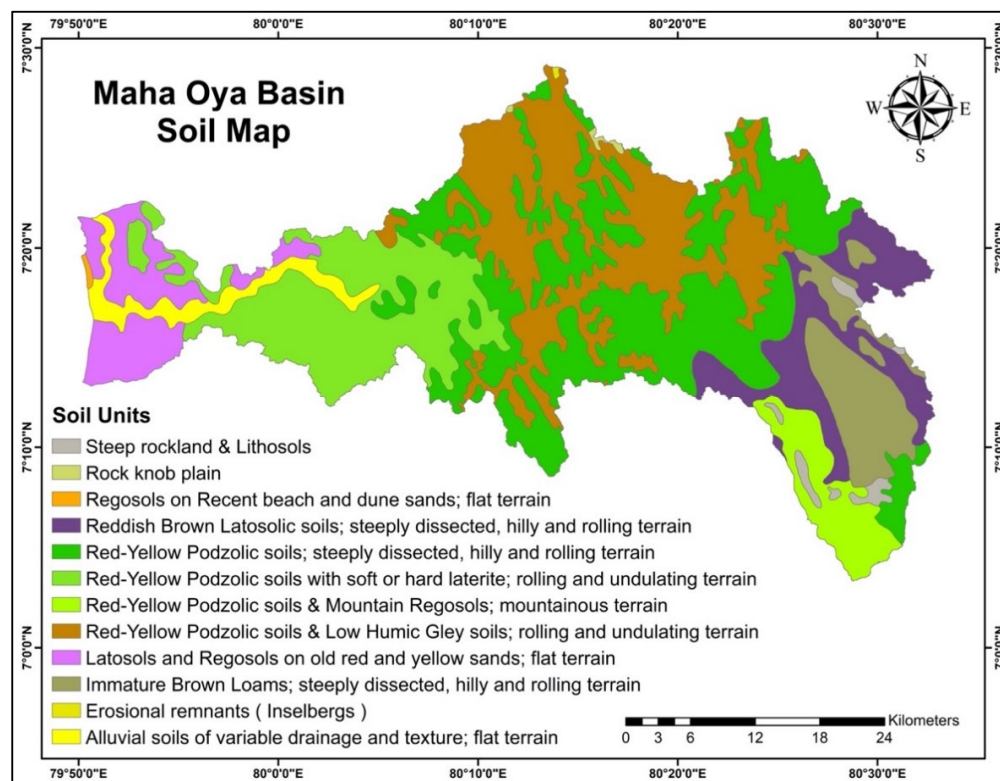 79°50'0"E 80°0'0"E 80°10'0"E 80°20'0"E 80°30'0"E
7°30'0"N 7°30'0"N
Maha Oya Basin
Soil Map
N
W E
S
7°20'0"N 7°20'0"N
Soil Units
Steep rockland & Lithosols
7°10'0"N 7°10'0"N
Rock knob plain
Regosols on Recent beach and dune sands; flat terrain
Reddish Brown Latosolic soils; steeply dissected, hilly and rolling terrain
Red-Yellow Podzolic soils; steeply dissected, hilly and rolling terrain
Red-Yellow Podzolic soils with soft or hard laterite; rolling and undulating terrain
Red-Yellow Podzolic soils & Mountain Regosols; mountainous terrain
Red-Yellow Podzolic soils & Low Humic Gley soils; rolling and undulating terrain
7°0'0"N 7°0'0"N
Latosols and Regosols on old red and yellow sands; flat terrain
Immature Brown Loams; steeply dissected, hilly and rolling terrain
Erosional remnants ( Inselbergs )
Alluvial soils of variable drainage and texture; flat terrain
Kilometers
0 3 6 12 18 24
79°50'0"E 80°0'0"E 80°10'0"E 80°20'0"E 80°30'0"E